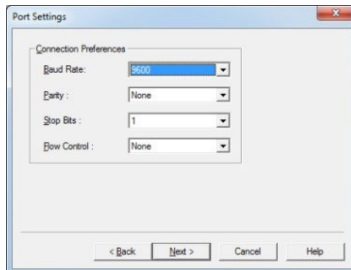 Port Settings
Connection Preferences
Baud Rate: 9600
Parity : None
Stop Bits : 1
Flow Control : None
< Back Next > Cancel Help